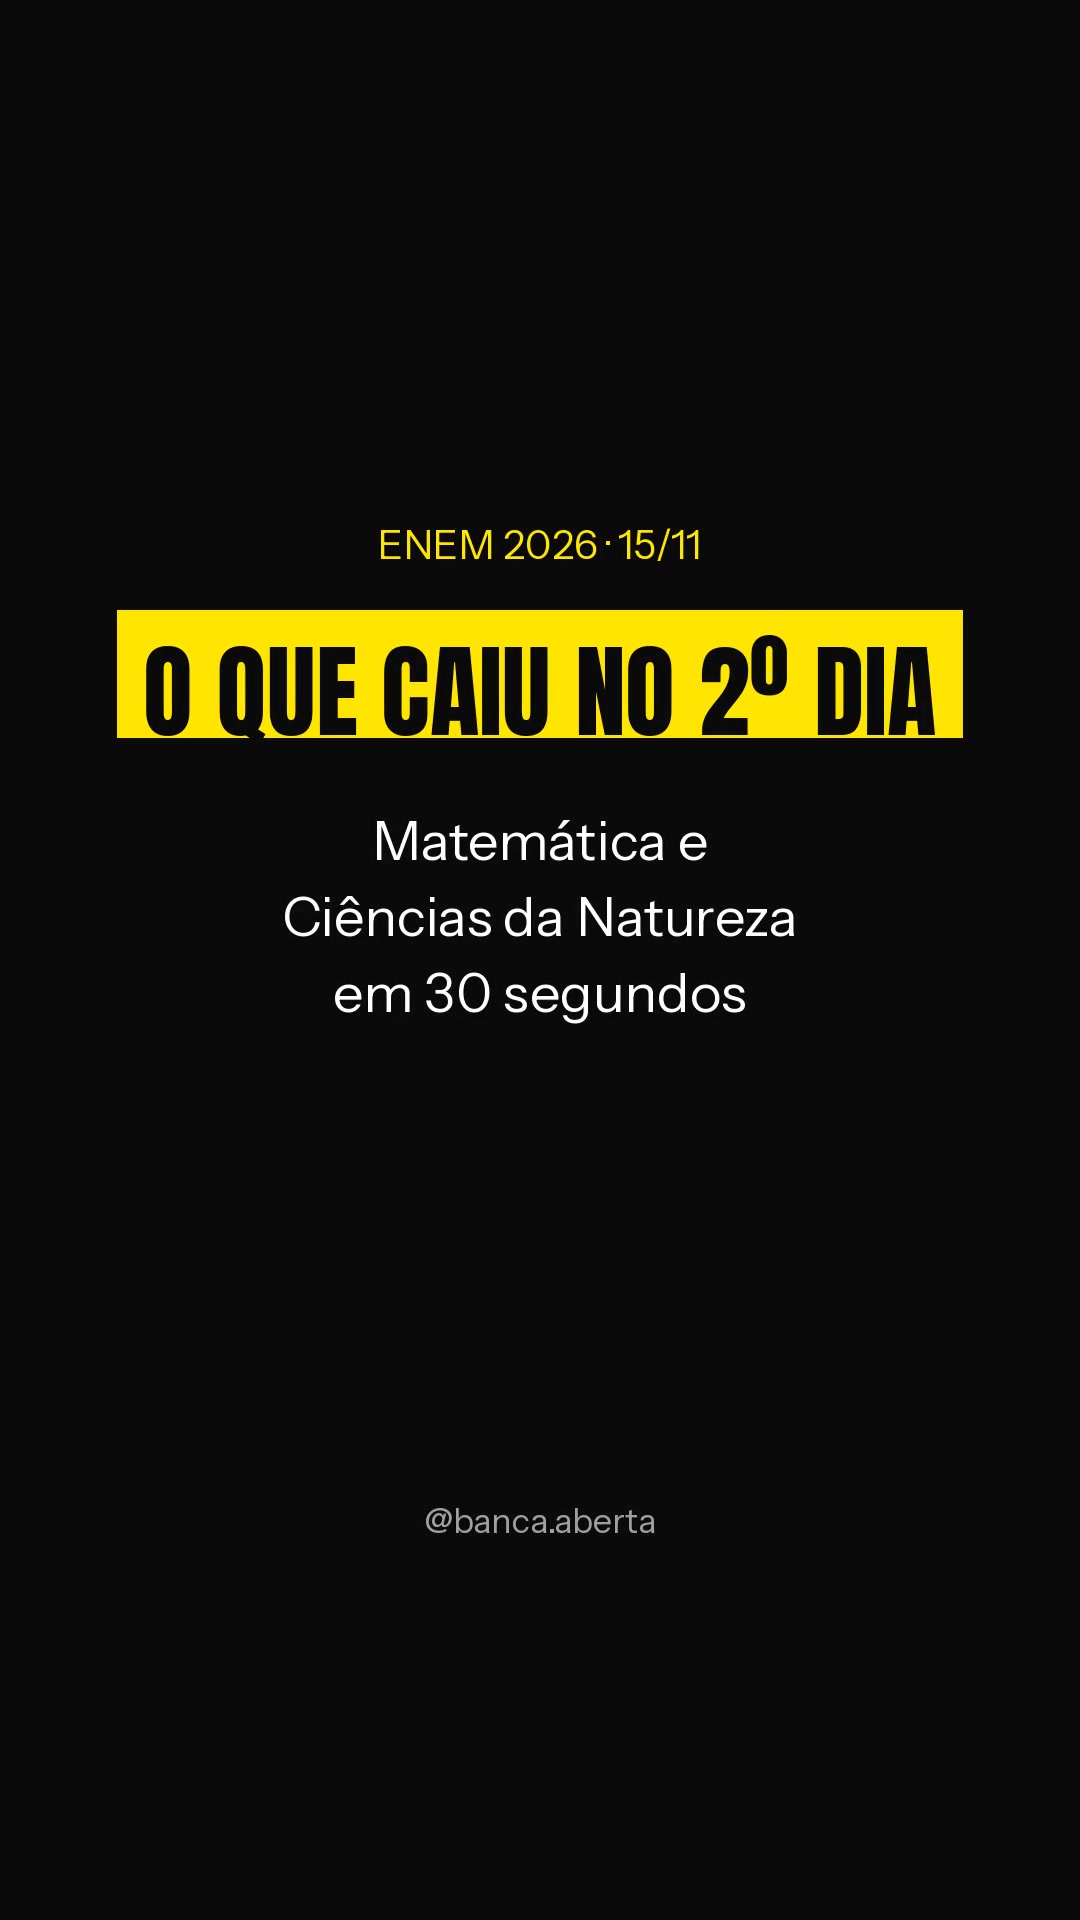 ENEM 2026·15/11
O QUE CAIU NO 2º DIA
Matemática e
Ciências da Natureza
em 30 segundos
@banca.aberta